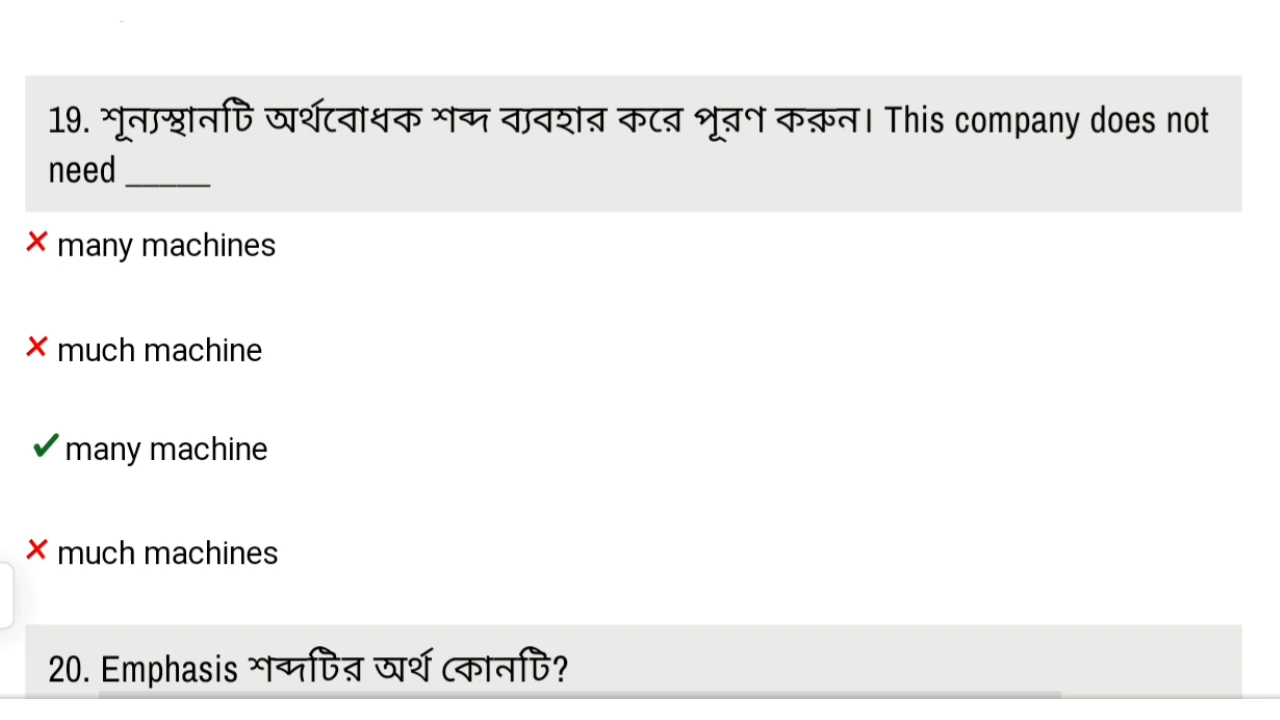 19. শূন্যস্থানটি অর্থবোধক শব্দ ব্যবহার করে পূরণ করুন। This company does not
need _____
❌ many machines
❌ much machine
✔ many machine
❌ much machines
20. Emphasis শব্দটির অর্থ কোনটি?